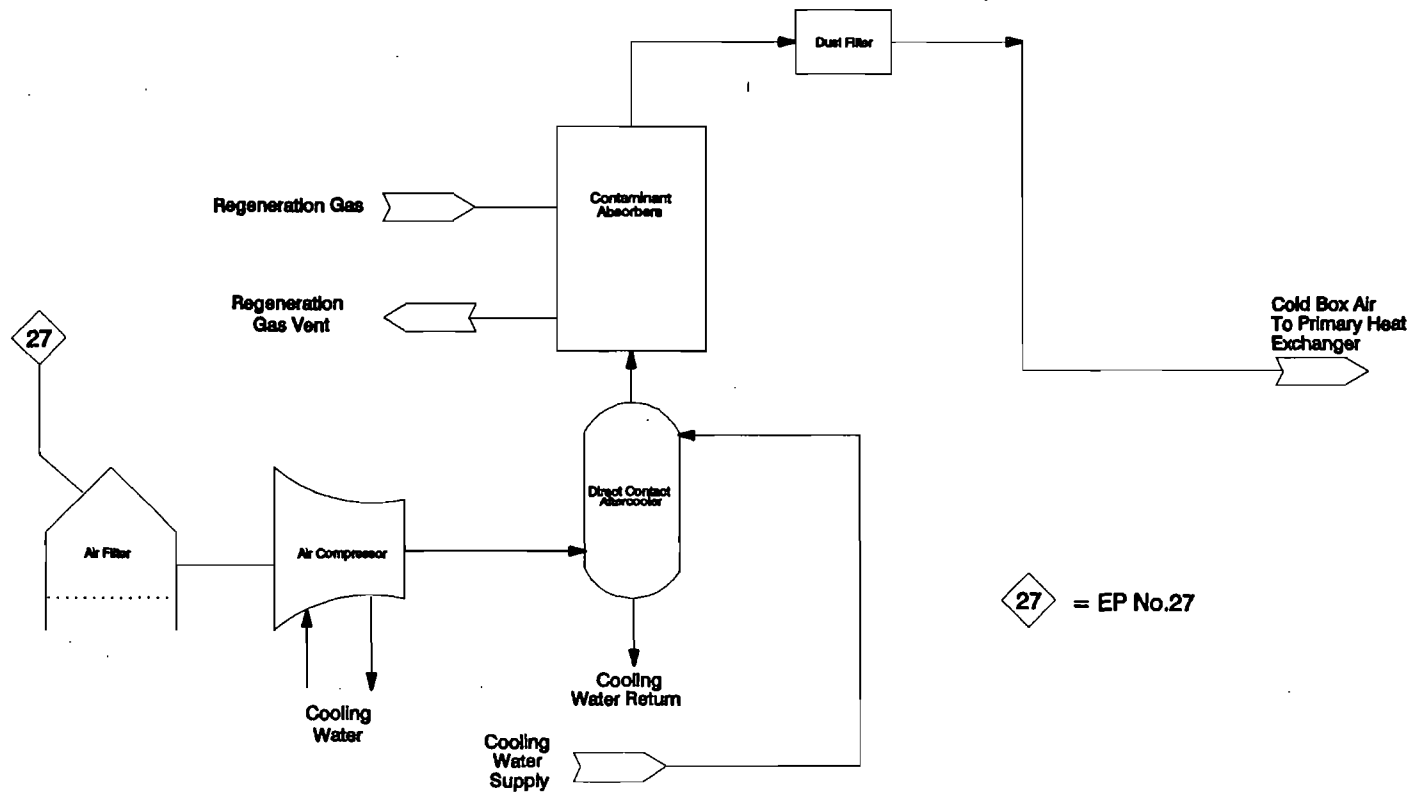 Dust Filter
Contaminant
Absorbers
Regeneration Gas
Regeneration
Gas Vent
Cold Box Air
To Primary Heat
Exchanger
27
Direct Contact
Aftercooler
Air Filter
Air Compressor
27 = EP No.27
Cooling
Water Return
Cooling
Water
Cooling
Water
Supply